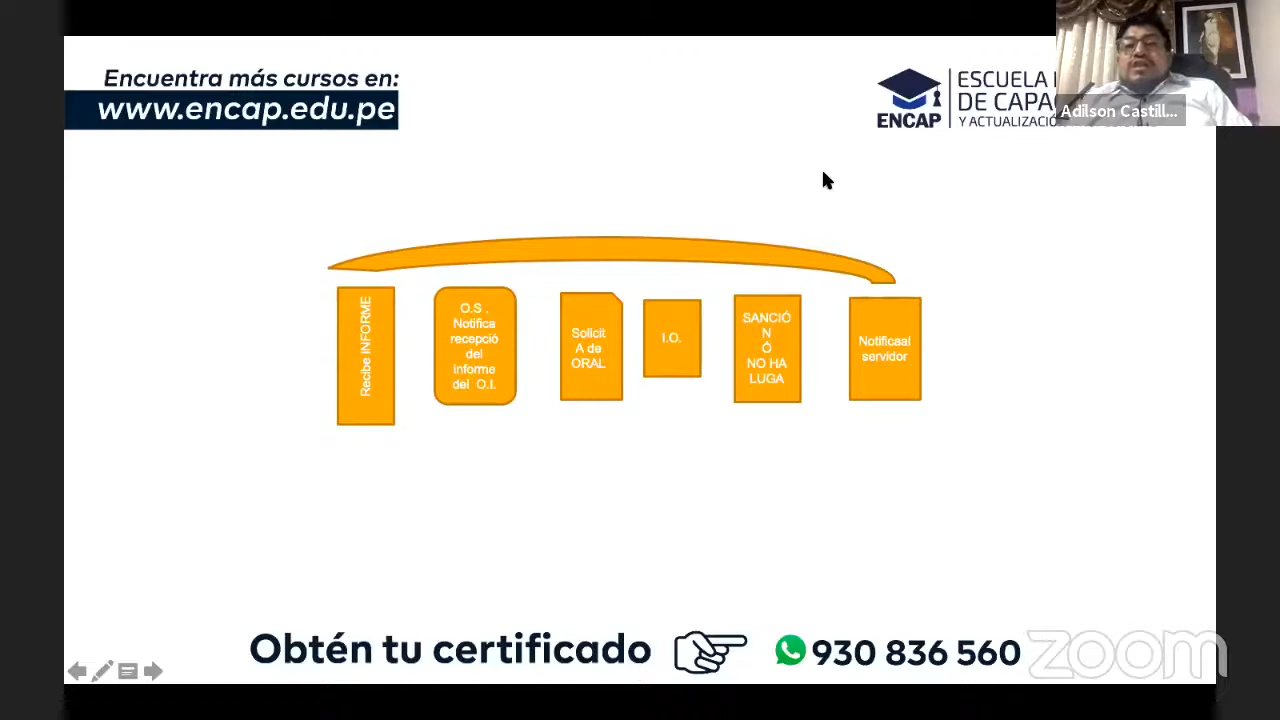 Encuentra más cursos en:
www.encap.edu.pe
ENCAP
ESCUELA
DE CAPA
Y ACTUALIZACIÓ
Adilson Castill...
Recibe INFORME
O.S .
Notifica
recepciò
del
informe
del O.I.
Solicit
A de
ORAL
I.O.
SANCIÓ
N
Ó
NO HA
LUGA
Notificaal
servidor
Obtén tu certificado
930 836 560
zoom